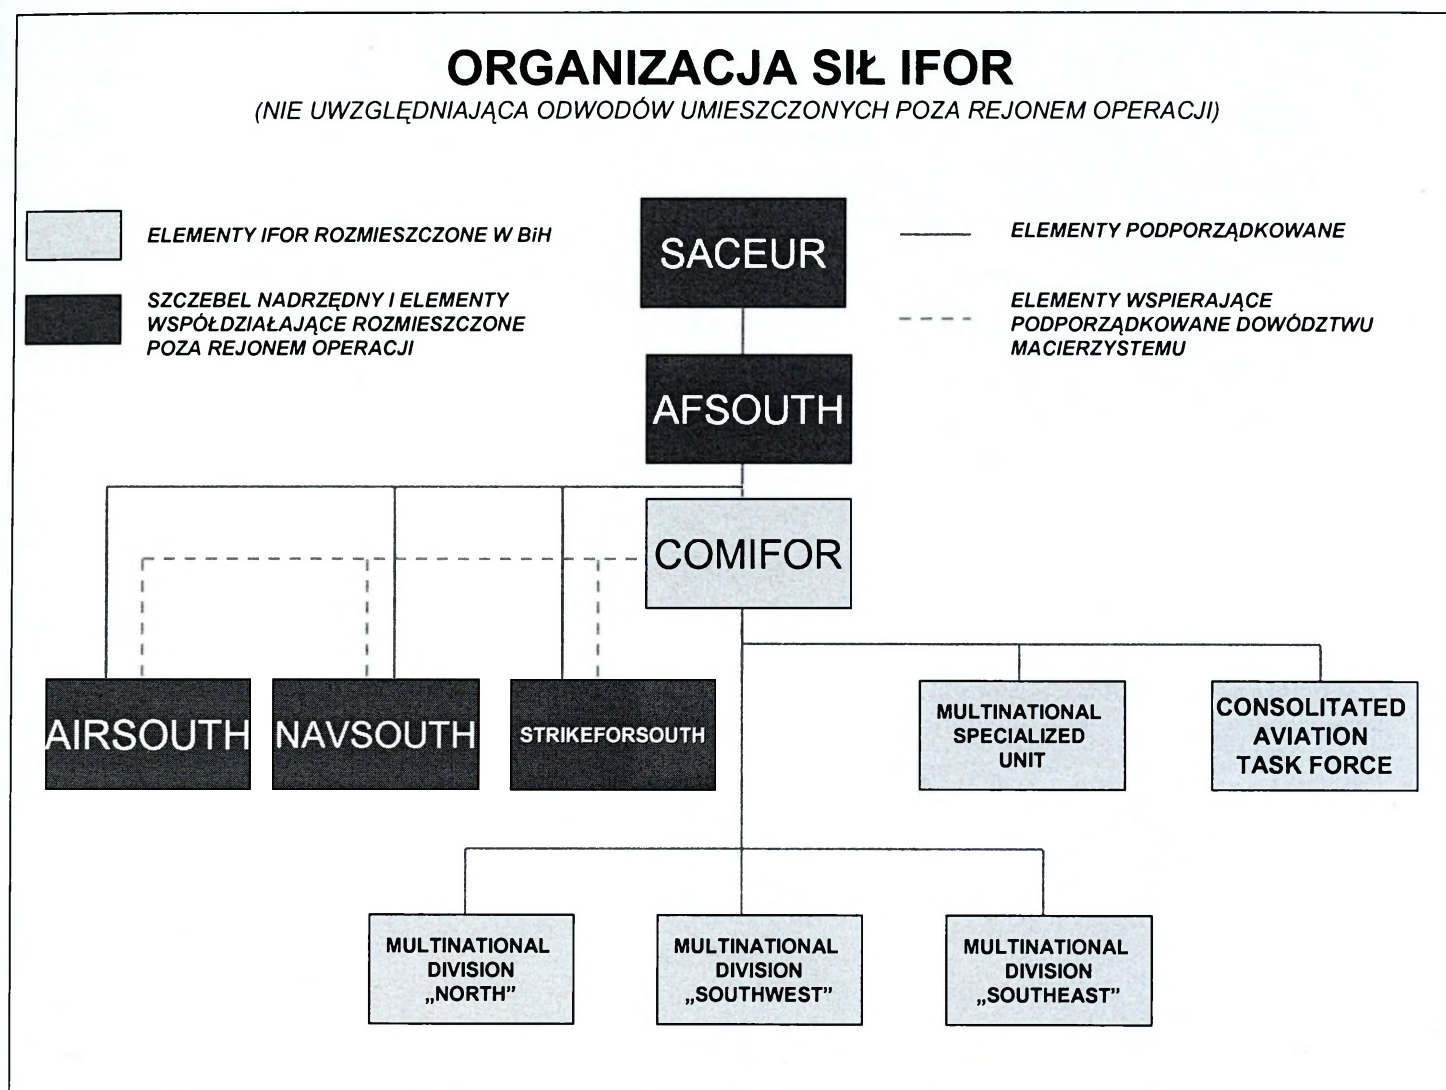 ORGANIZACJA SIŁ IFOR
(NIE UWZGLĘDNIAJĄCA ODWODÓW UMIESZCZONYCH POZA REJONEM OPERACJI)
ELEMENTY IFOR ROZMIESZCZONE W BiH
SZCZEBEL NADRZĘDNY I ELEMENTY
WSPÓŁDZIAŁAJĄCE ROZMIESZCZONE
POZA REJONEM OPERACJI
SACEUR
ELEMENTY PODPORZĄDKOWANE
ELEMENTY WSPIERAJĄCE
PODPORZĄDKOWANE DOWÓDZTWU
MACIERZYSTEMU
AFSOUTH
COMIFOR
AIRSOUTH
NAVSOUTH
STRIKEFORSOUTH
MULTINATIONAL
SPECIALIZED
UNIT
CONSOLITATED
AVIATION
TASK FORCE
MULTINATIONAL
DIVISION
„NORTH”
MULTINATIONAL
DIVISION
„SOUTHWEST”
MULTINATIONAL
DIVISION
„SOUTHEAST”